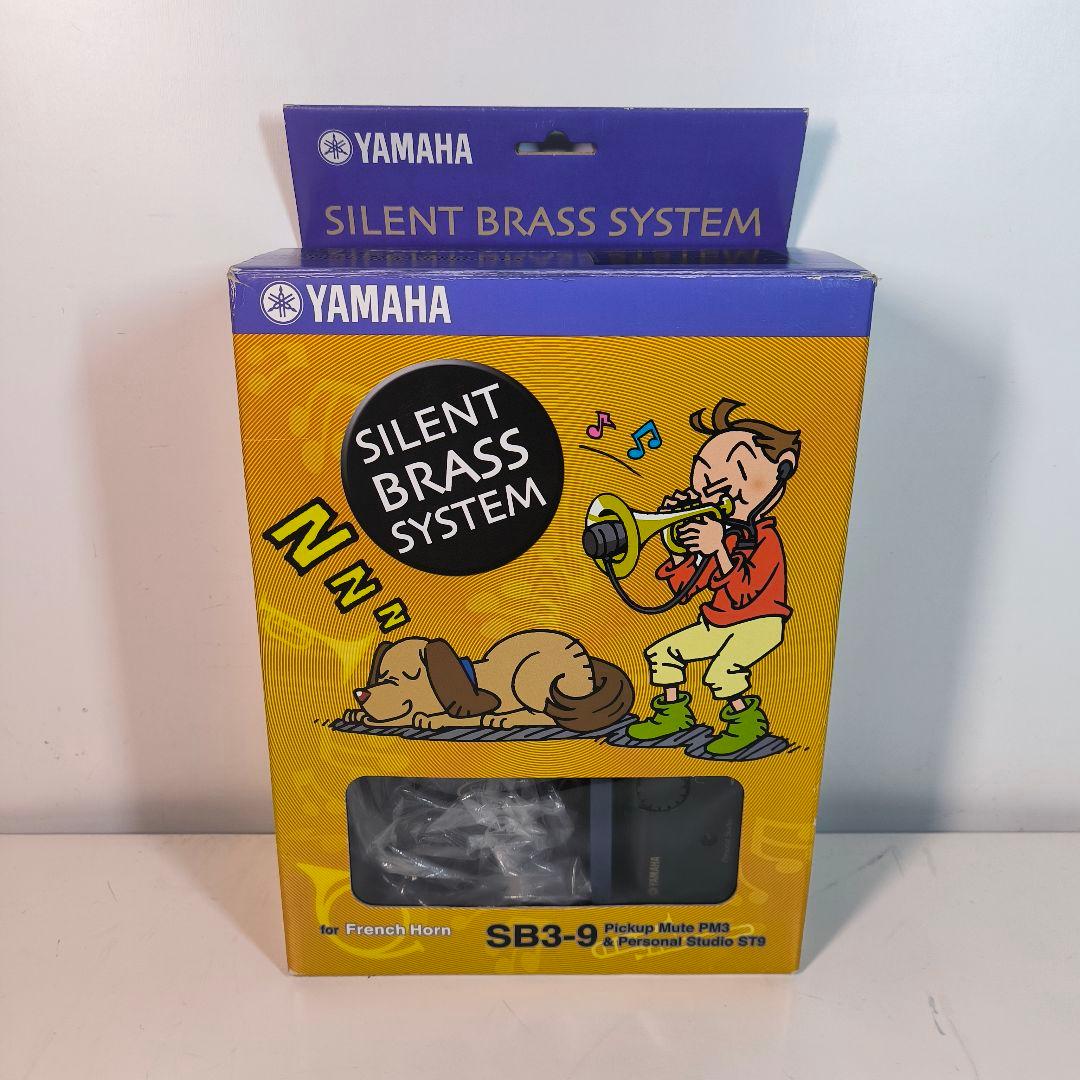 YAMAHA
SILENT BRASS SYSTEM
YAMAHA
SILENT
BRASS
SYSTEM
N
N
N
YAMAHA
for French Horn
SB3-9
Pickup Mute PM3
& Personal Studio ST9